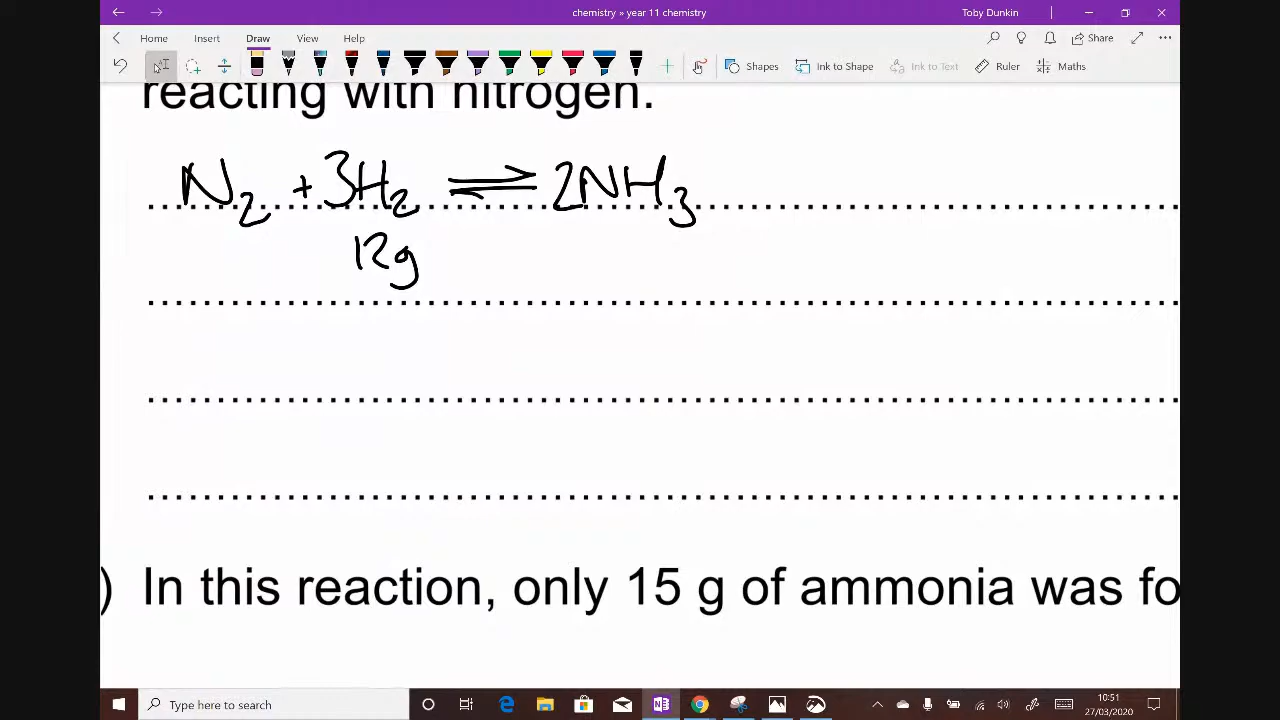 chemistry » year 11 chemistry
Toby Dunkin
Home Insert Draw View Help
Share
Shapes Ink to Shape Ink to Text Ruler Maths
reacting with nitrogen.
N₂ + 3H₂ ⇌ 2NH₃
12g
) In this reaction, only 15 g of ammonia was fo
Type here to search
10:51
27/03/2020